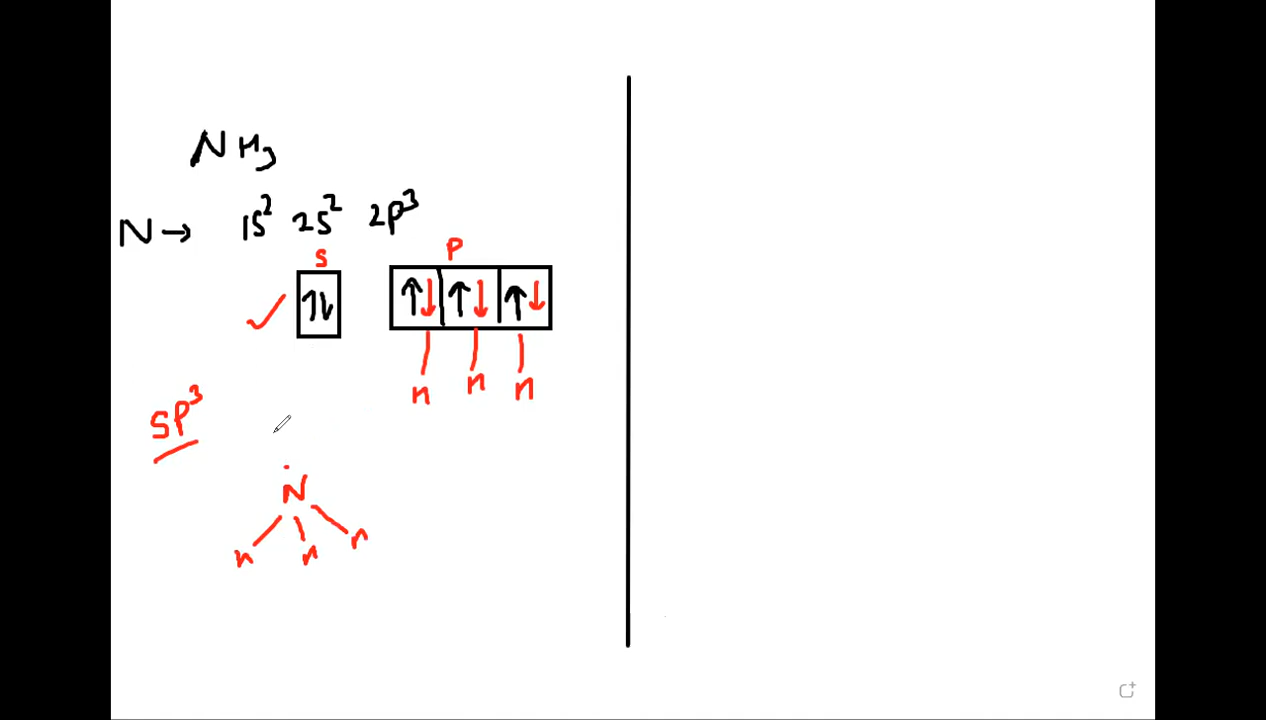 NH₃
N → 1s² 2s² 2p³
S P
↑↓ ↑↓ ↑↓ ↑↓
n n n
SP³
N
n n n